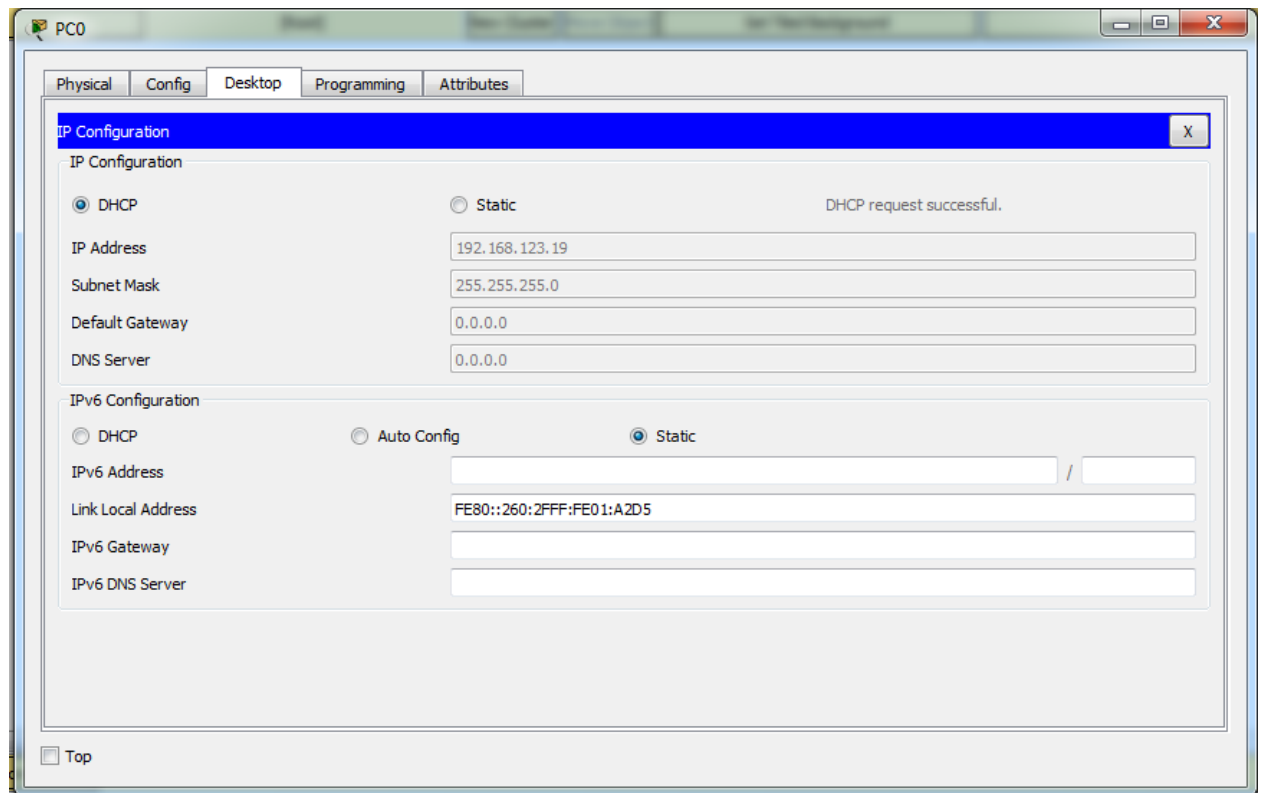 PC0
Physical Config Desktop Programming Attributes
IP Configuration X
IP Configuration
DHCP Static DHCP request successful.
IP Address 192.168.123.19
Subnet Mask 255.255.255.0
Default Gateway 0.0.0.0
DNS Server 0.0.0.0
IPv6 Configuration
DHCP Auto Config Static
IPv6 Address /
Link Local Address FE80::260:2FFF:FE01:A2D5
IPv6 Gateway
IPv6 DNS Server
Top